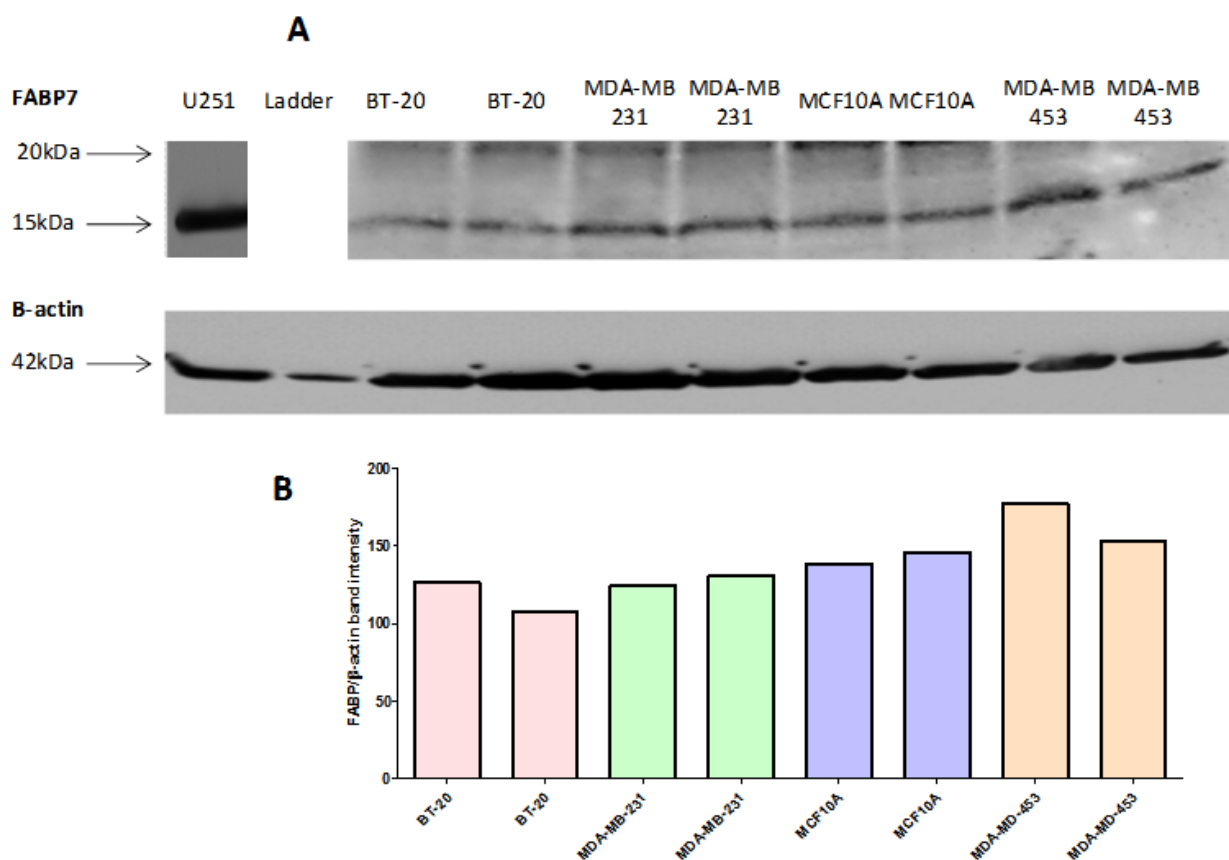 A
FABP7
U251 Ladder BT-20 BT-20 MDA-MB 231 MDA-MB 231 MCF10A MCF10A MDA-MB 453 MDA-MB 453
20kDa
15kDa
B-actin
42kDa
B
FABP/β-actin band intensity
200
150
100
50
0
BT-20
BT-20
MDA-MB-231
MDA-MB-231
MCF10A
MCF10A
MDA-MD-453
MDA-MD-453